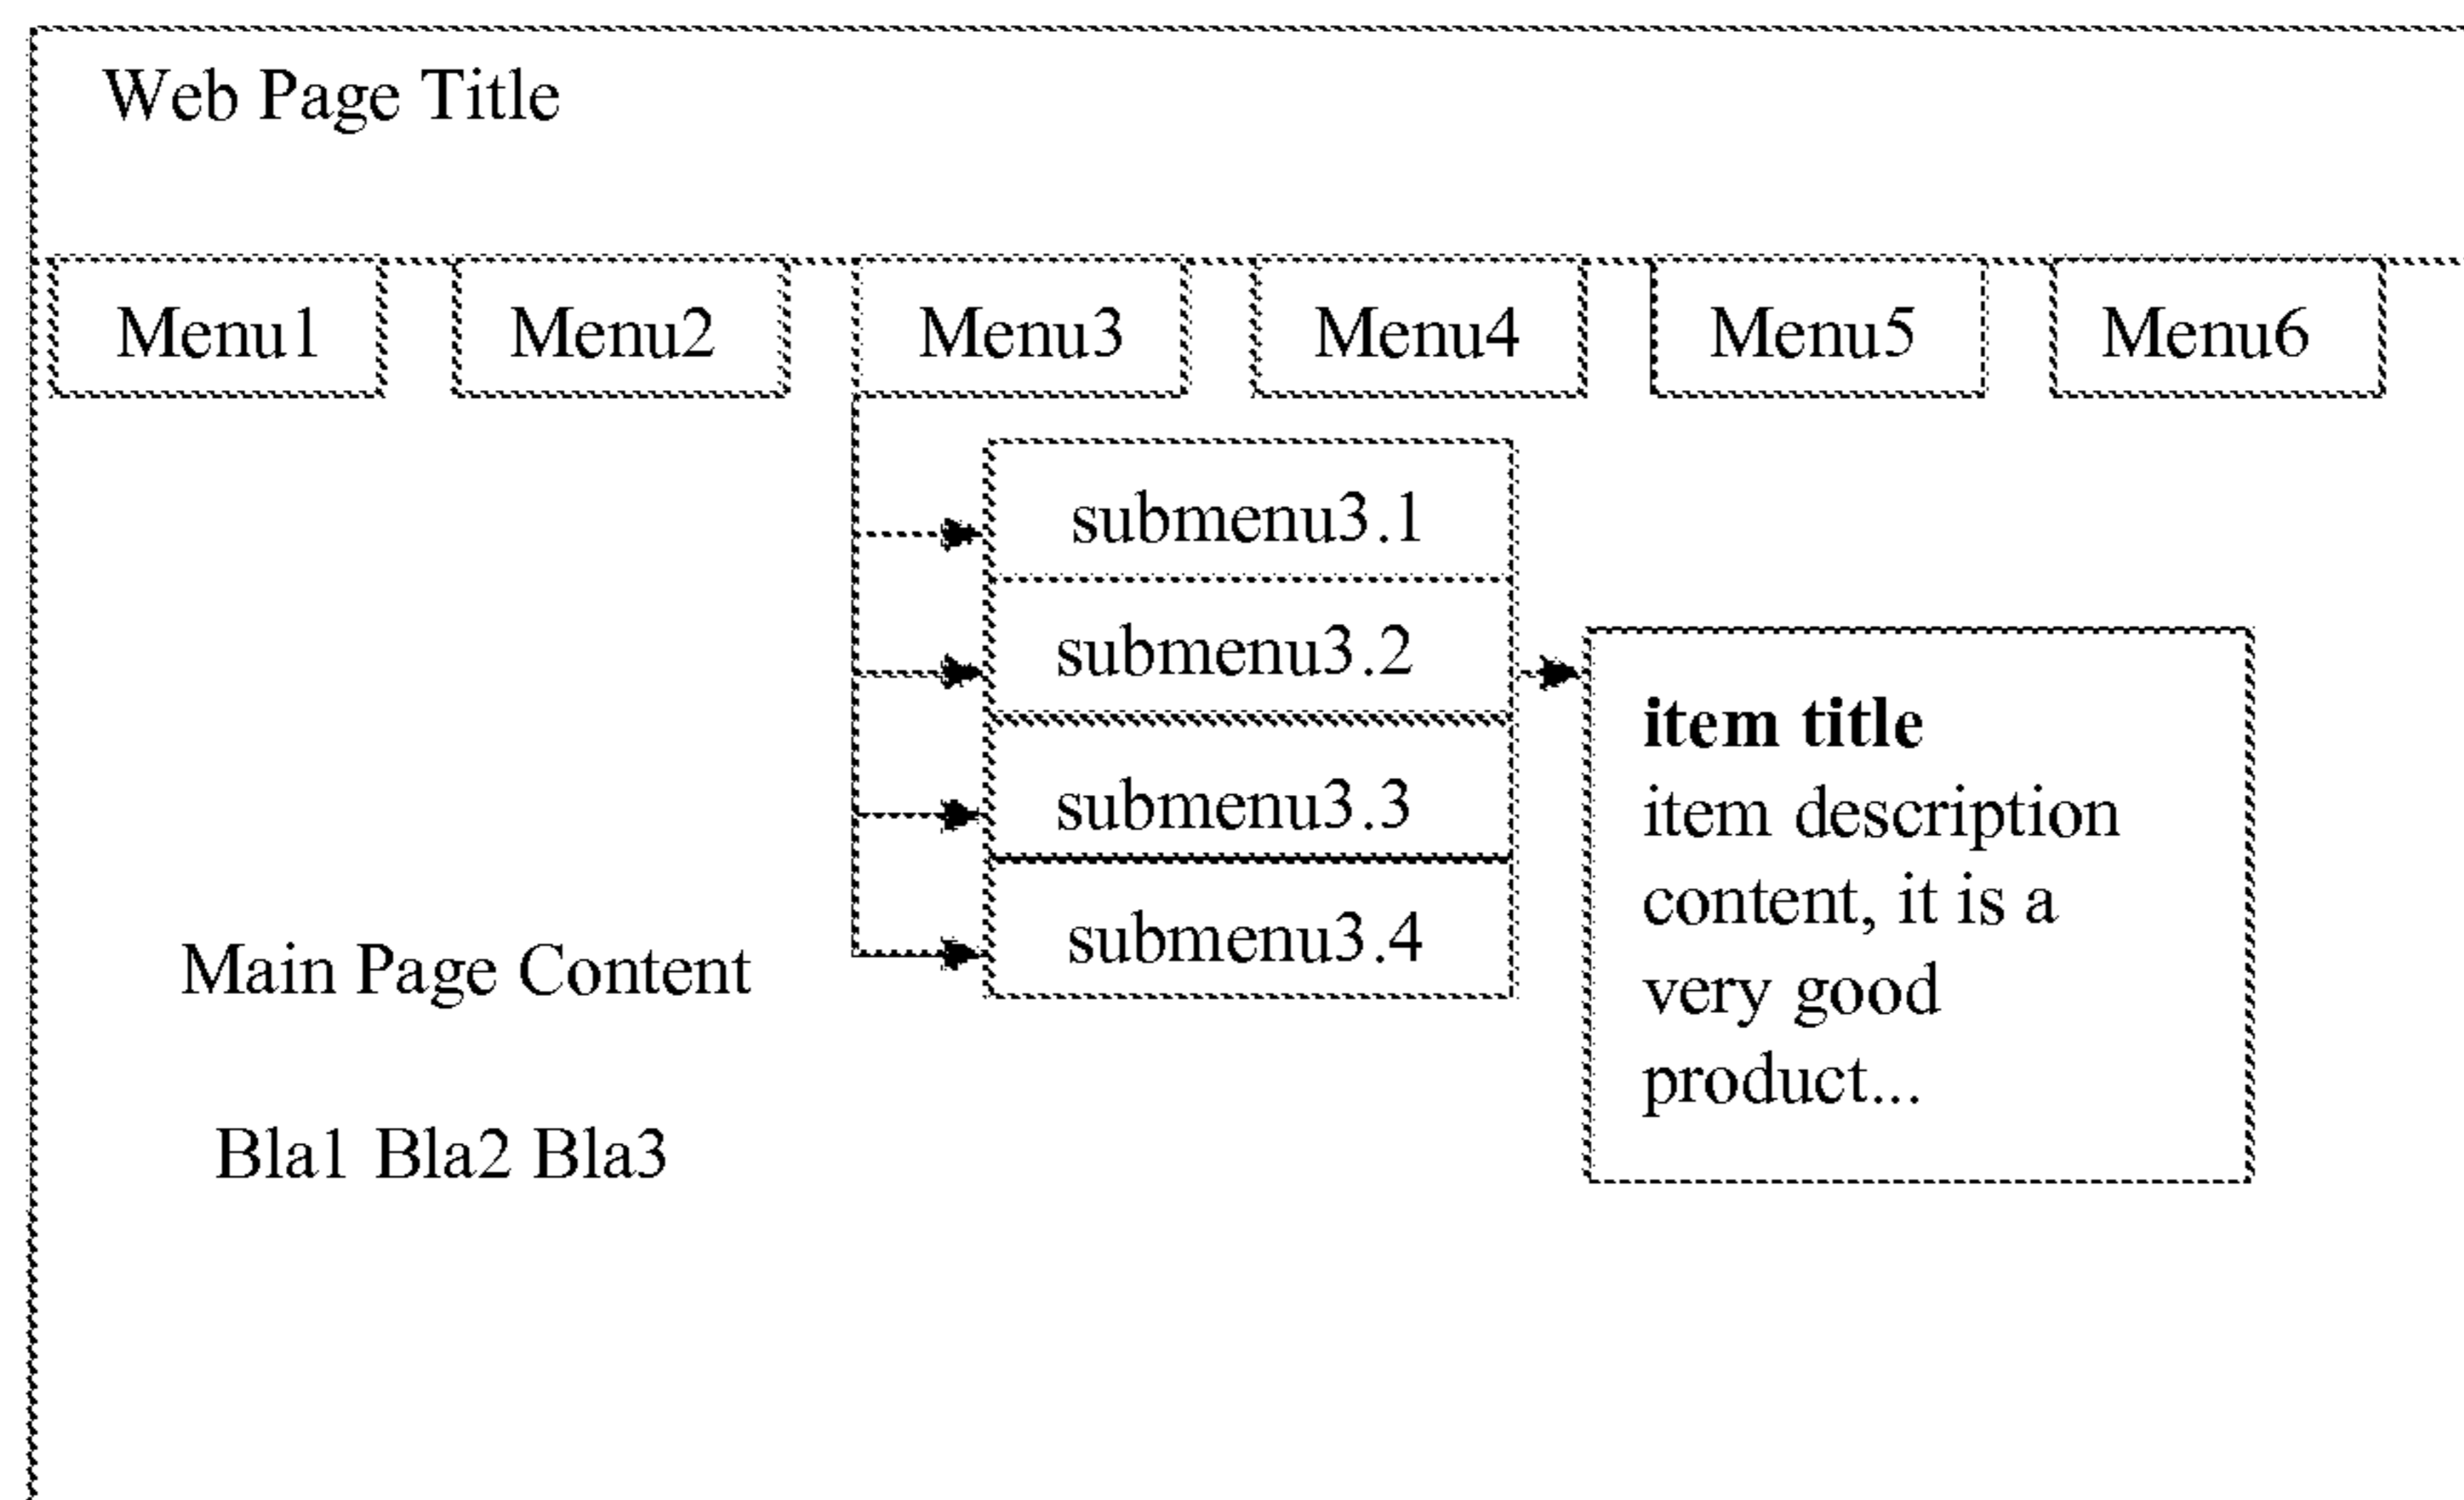 Web Page Title
Menu1 Menu2 Menu3 Menu4 Menu5 Menu6
submenu3.1
submenu3.2
submenu3.3
submenu3.4
item title
item description
content, it is a
very good
product...
Main Page Content
Bla1 Bla2 Bla3